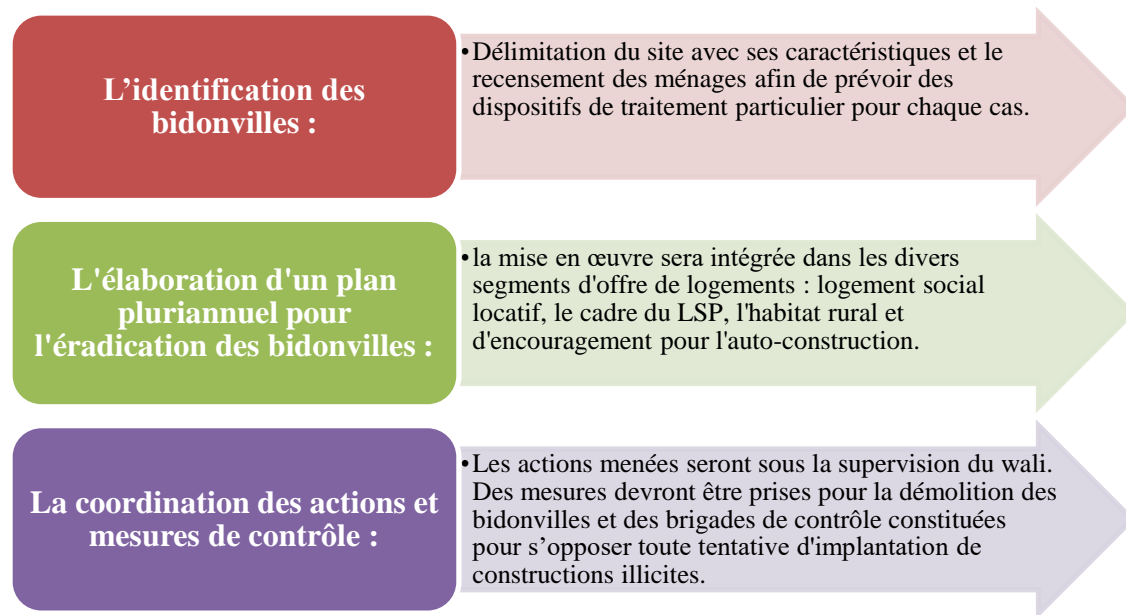 L’identification des
bidonvilles :
•Délimitation du site avec ses caractéristiques et le
recensement des ménages afin de prévoir des
dispositifs de traitement particulier pour chaque cas.
L'élaboration d'un plan
pluriannuel pour
l'éradication des bidonvilles :
•la mise en œuvre sera intégrée dans les divers
segments d'offre de logements : logement social
locatif, le cadre du LSP, l'habitat rural et
d'encouragement pour l'auto-construction.
La coordination des actions et
mesures de contrôle :
•Les actions menées seront sous la supervision du wali.
Des mesures devront être prises pour la démolition des
bidonvilles et des brigades de contrôle constituées
pour s’opposer toute tentative d'implantation de
constructions illicites.